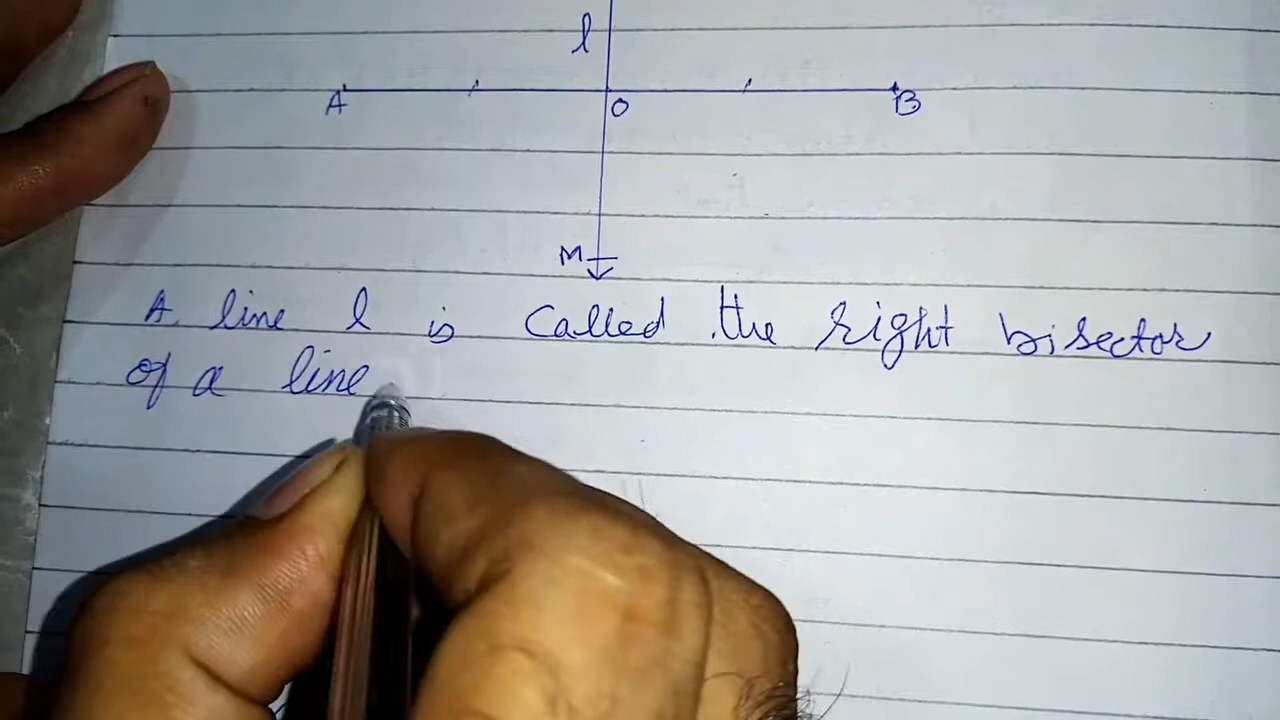 l
A O B
M
A line l is called the right bisector
of a line